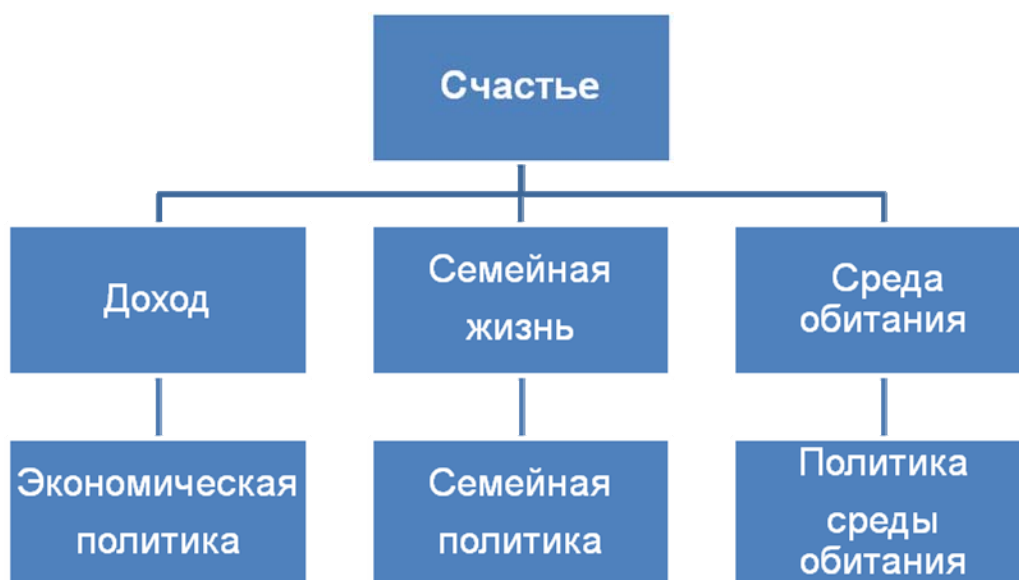 Счастье
Доход
Семейная
жизнь
Среда
обитания
Экономическая
политика
Семейная
политика
Политика
среды
обитания